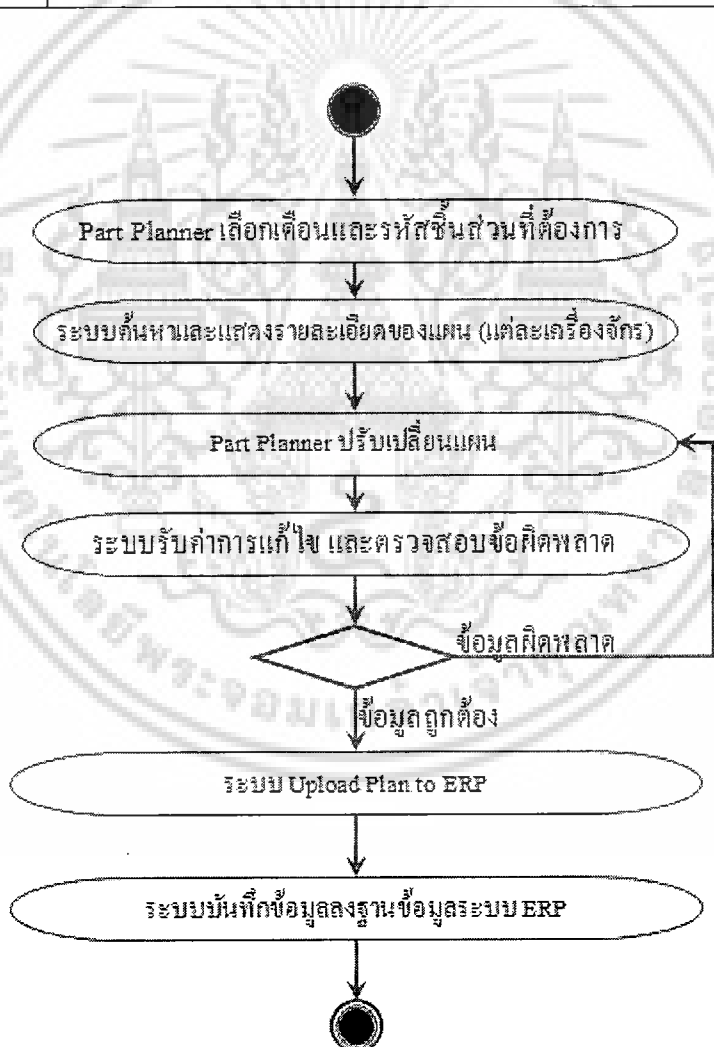 Part Planner เลือกเดือนและรหัสชิ้นส่วนที่ต้องการ
ระบบค้นหาและแสดงรายละเอียดของแผน (แต่ละเครื่องจักร)
Part Planner ปรับเปลี่ยนแผน
ระบบรับค่าการแก้ไข และตรวจสอบข้อผิดพลาด
ข้อมูลผิดพลาด
ข้อมูลถูกต้อง
ระบบ Upload Plan to ERP
ระบบบันทึกข้อมูลลงฐานข้อมูลระบบ ERP